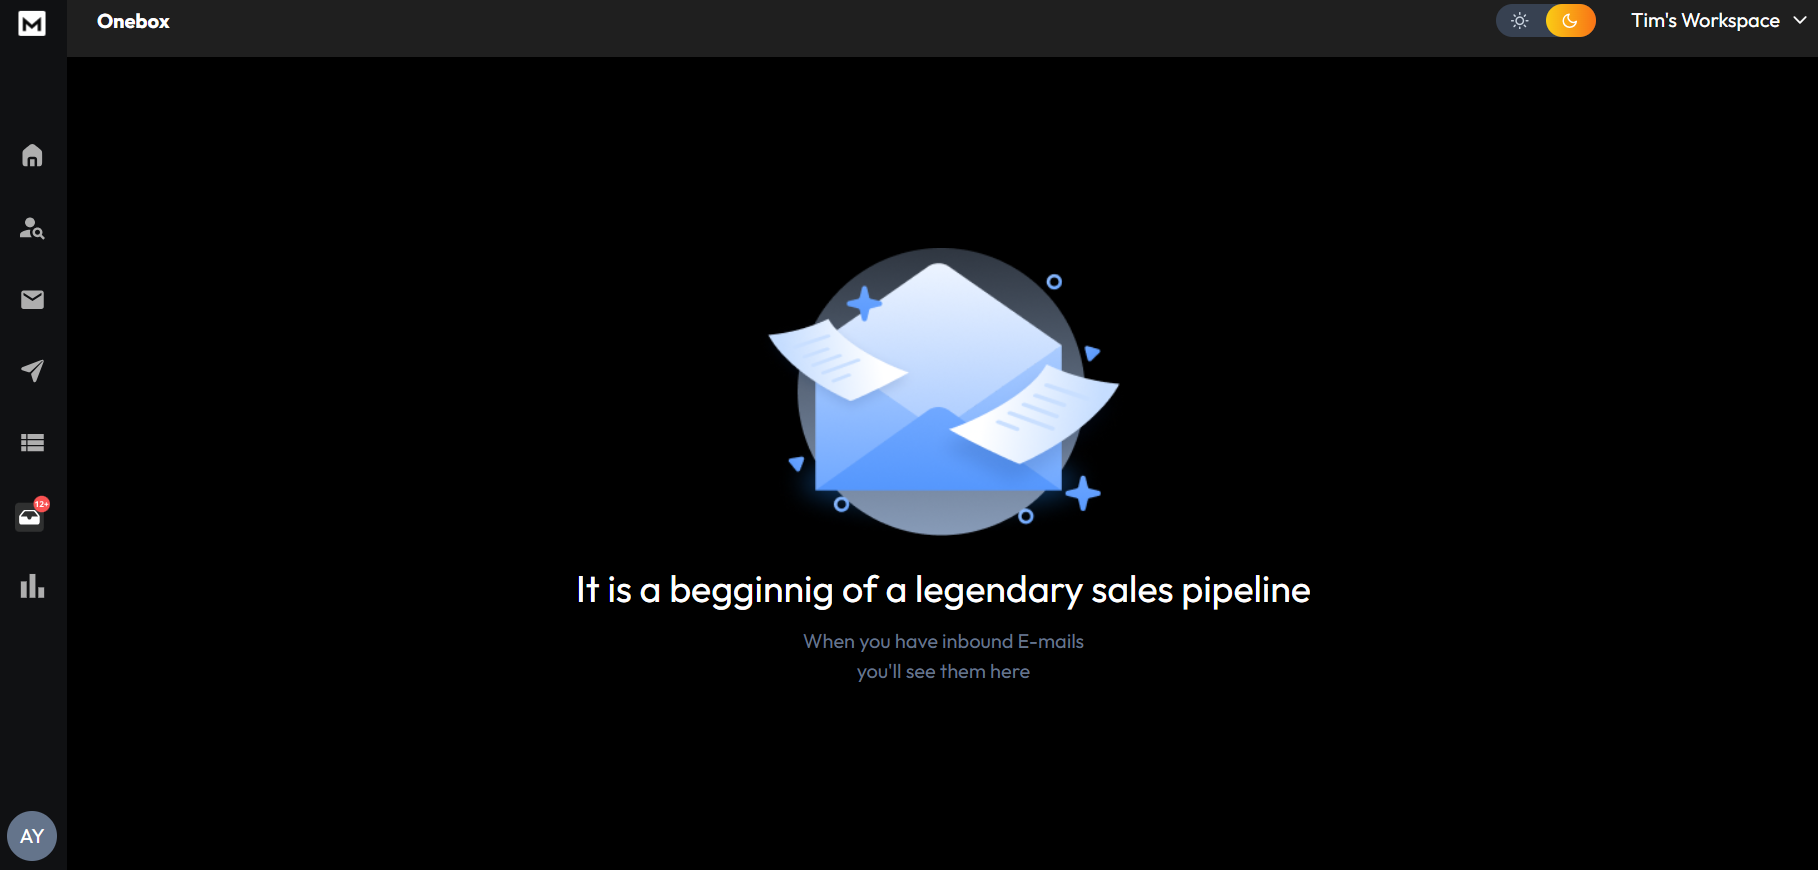 M
Onebox
Tim's Workspace
12+
It is a begginnig of a legendary sales pipeline
When you have inbound E-mails
you'll see them here
AY